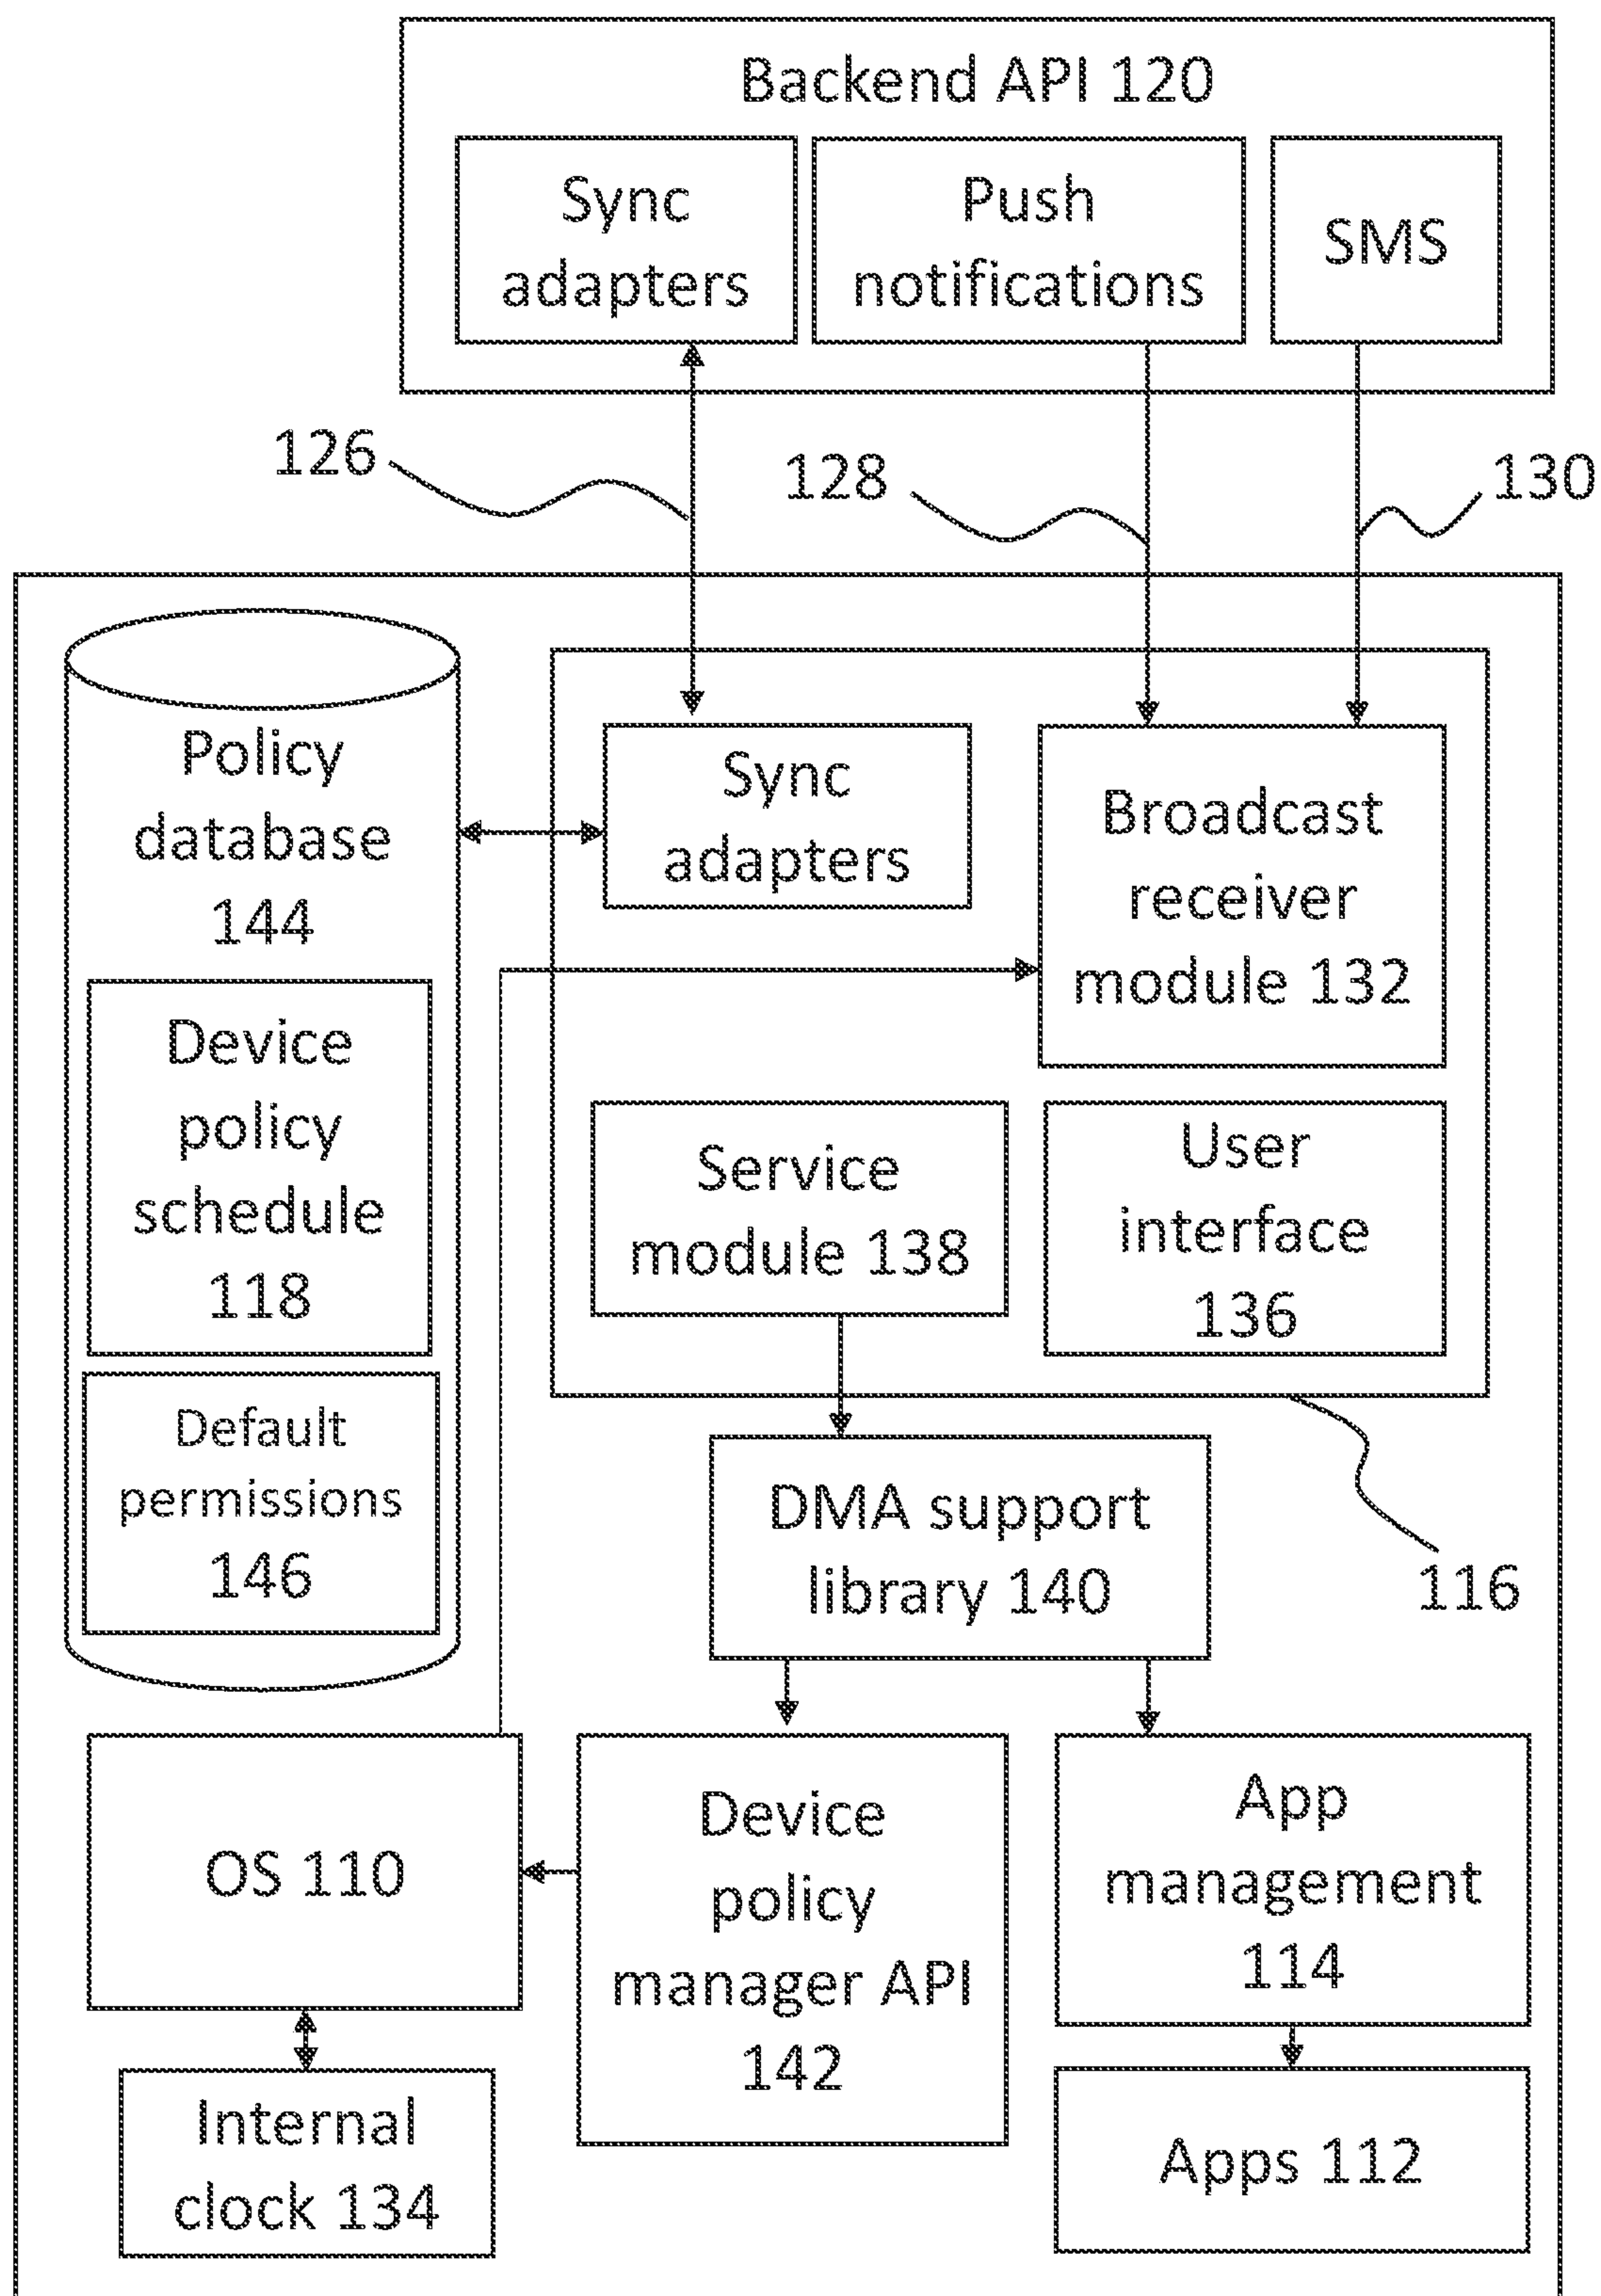 Backend API 120
Sync
adapters
Push
notifications
SMS
126
128
130
Policy
database
144
Sync
adapters
Broadcast
receiver
module 132
Device
policy
schedule
118
Service
module 138
User
interface
136
Default
permissions
146
DMA support
library 140
116
OS 110
Device
policy
manager API
142
App
management
114
Internal
clock 134
Apps 112